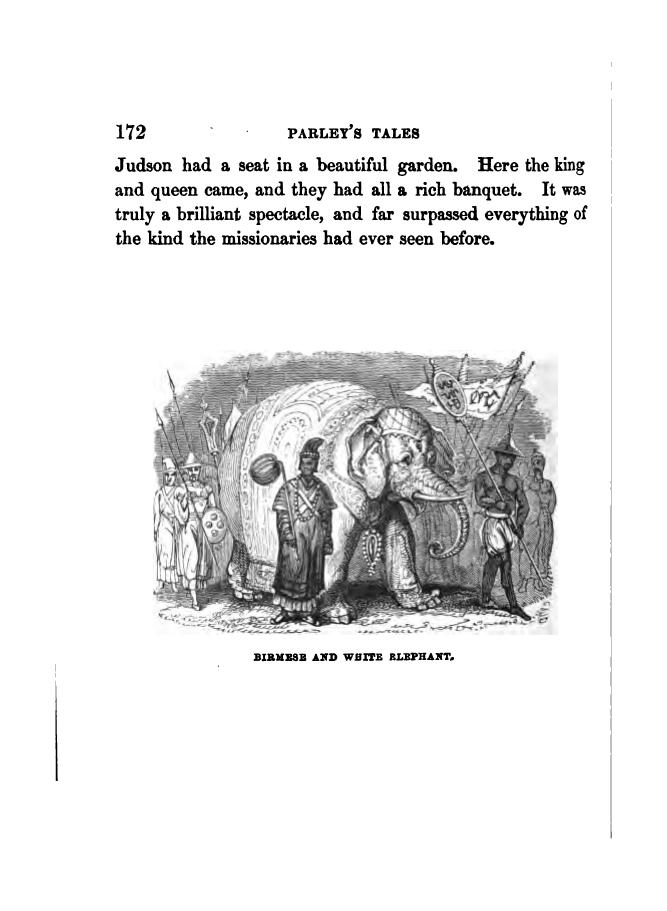 172 PARLEY'S TALES
Judson had a seat in a beautiful garden. Here the king
and queen came, and they had all a rich banquet. It was
truly a brilliant spectacle, and far surpassed everything of
the kind the missionaries had ever seen before.
BIRMESE AND WHITE ELEPHANT.